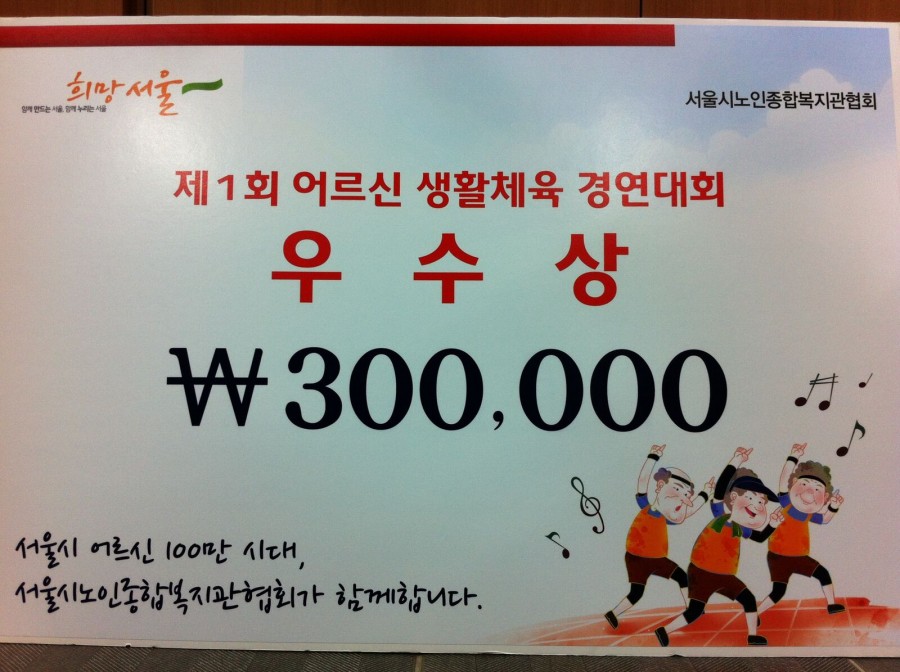 희망서울
함께 만드는 서울, 함께 누리는 서울
서울시노인종합복지관협회
제1회 어르신 생활체육 경연대회
우 수 상
₩300,000
서울시 어르신 100만 시대,
서울시노인종합복지관협회가 함께합니다.